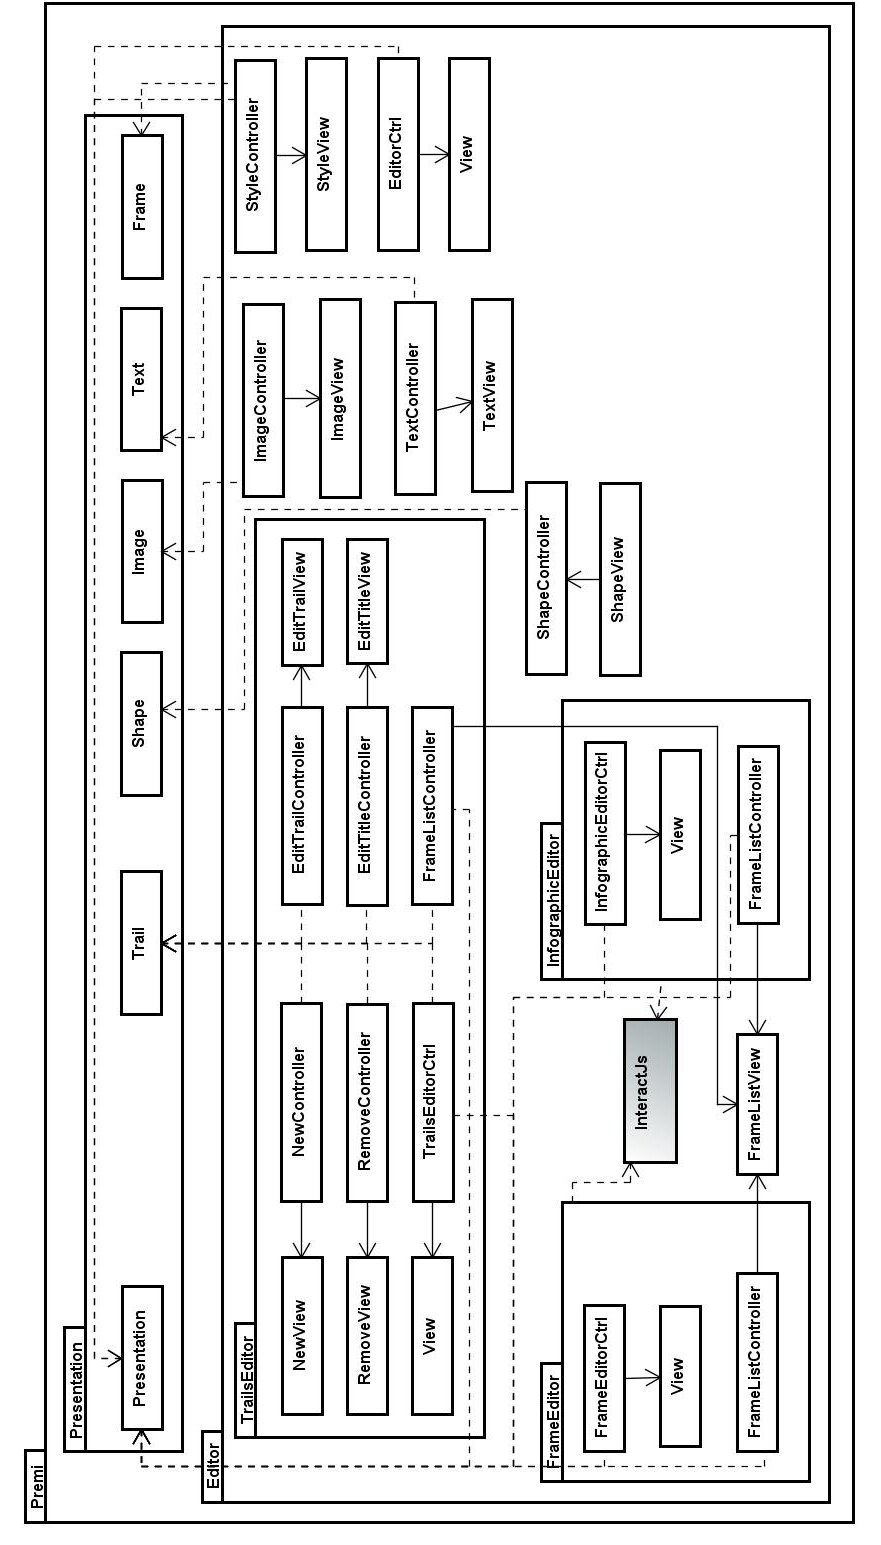 Premi
Presentation
Presentation
Trail
Shape
Image
Text
Frame
Editor
StyleController
StyleView
EditorCtrl
View
ImageController
ImageView
TextController
TextView
ShapeController
ShapeView
TrailsEditor
NewView
NewController
EditTrailController
EditTrailView
RemoveView
RemoveController
EditTitleController
EditTitleView
View
TrailsEditorCtrl
FrameListController
FrameEditor
FrameEditorCtrl
View
FrameListController
InteractJs
FrameListView
InfographicEditor
InfographicEditorCtrl
View
FrameListController